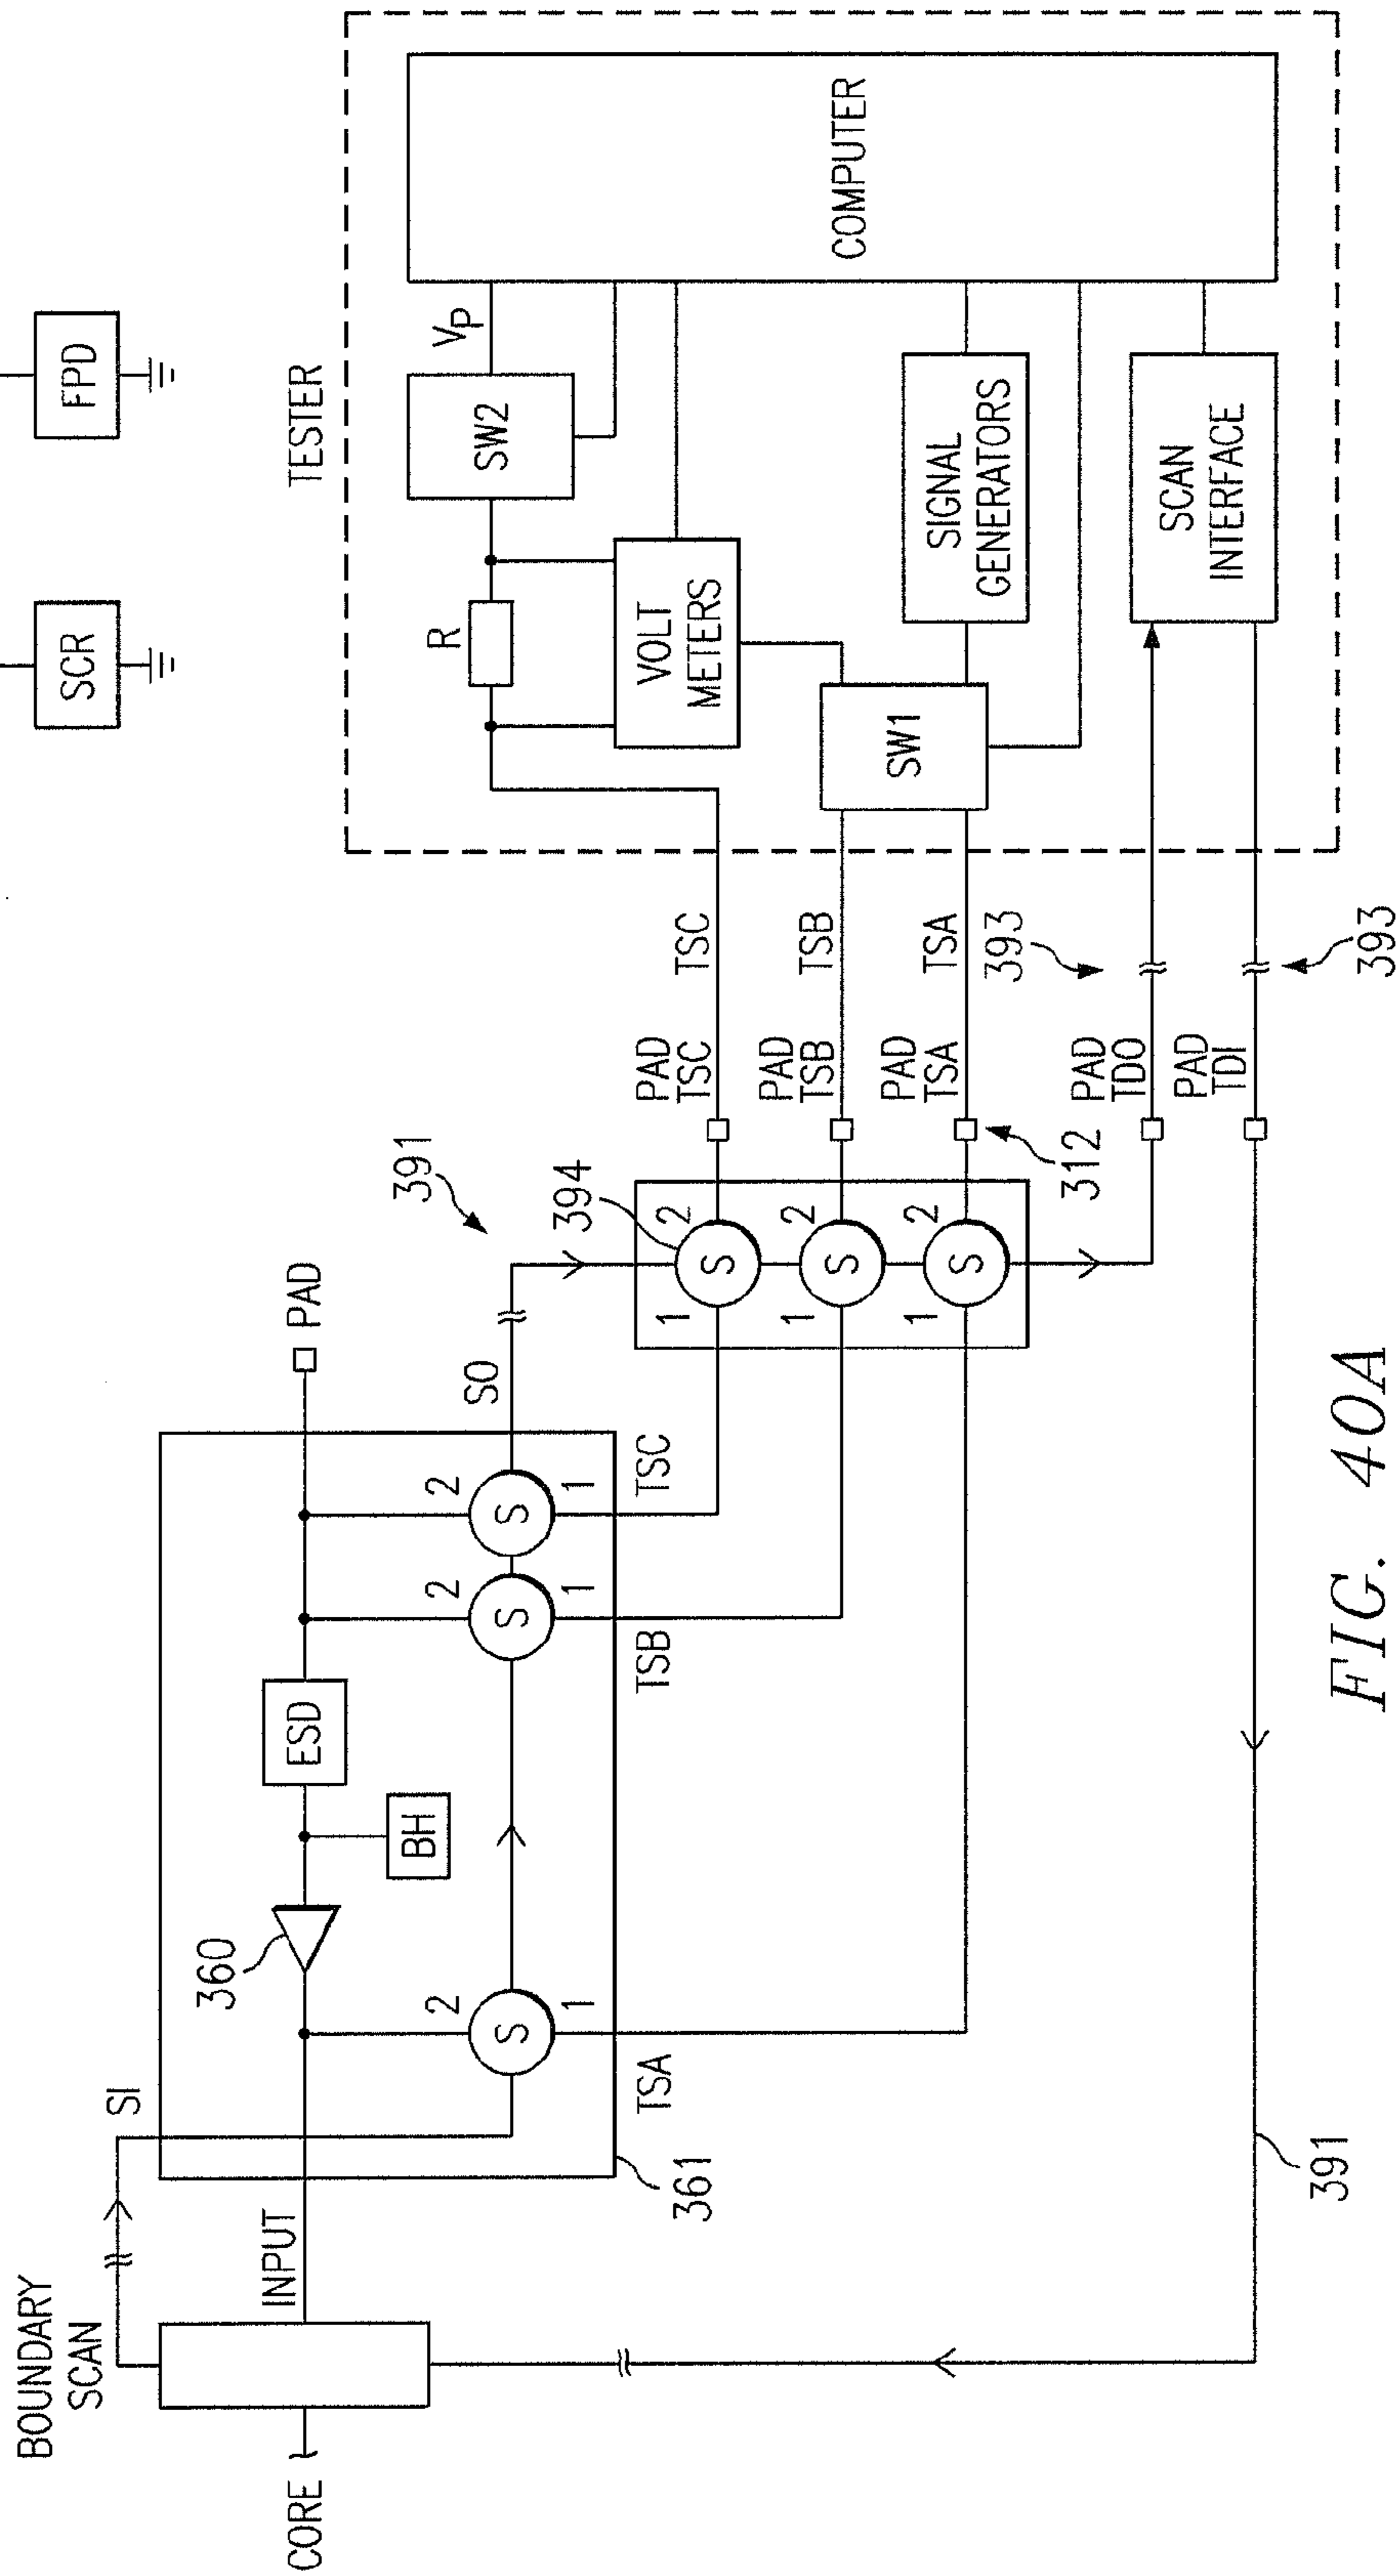 BOUNDARY
SCAN
CORE
INPUT
SI
360
BH
ESD
PAD
S
2
1
TSA
S
2
1
TSB
S
2
1
TSC
SO
361
391
394
S
1
2
S
1
2
S
1
2
312
PAD
TSC
PAD
TSB
PAD
TSA
PAD
TDO
PAD
TDI
TSC
TSB
TSA
393
393
391
SCR
FPD
TESTER
R
SW2
VP
VOLT
METERS
SW1
SIGNAL
GENERATORS
SCAN
INTERFACE
COMPUTER
FIG. 40A